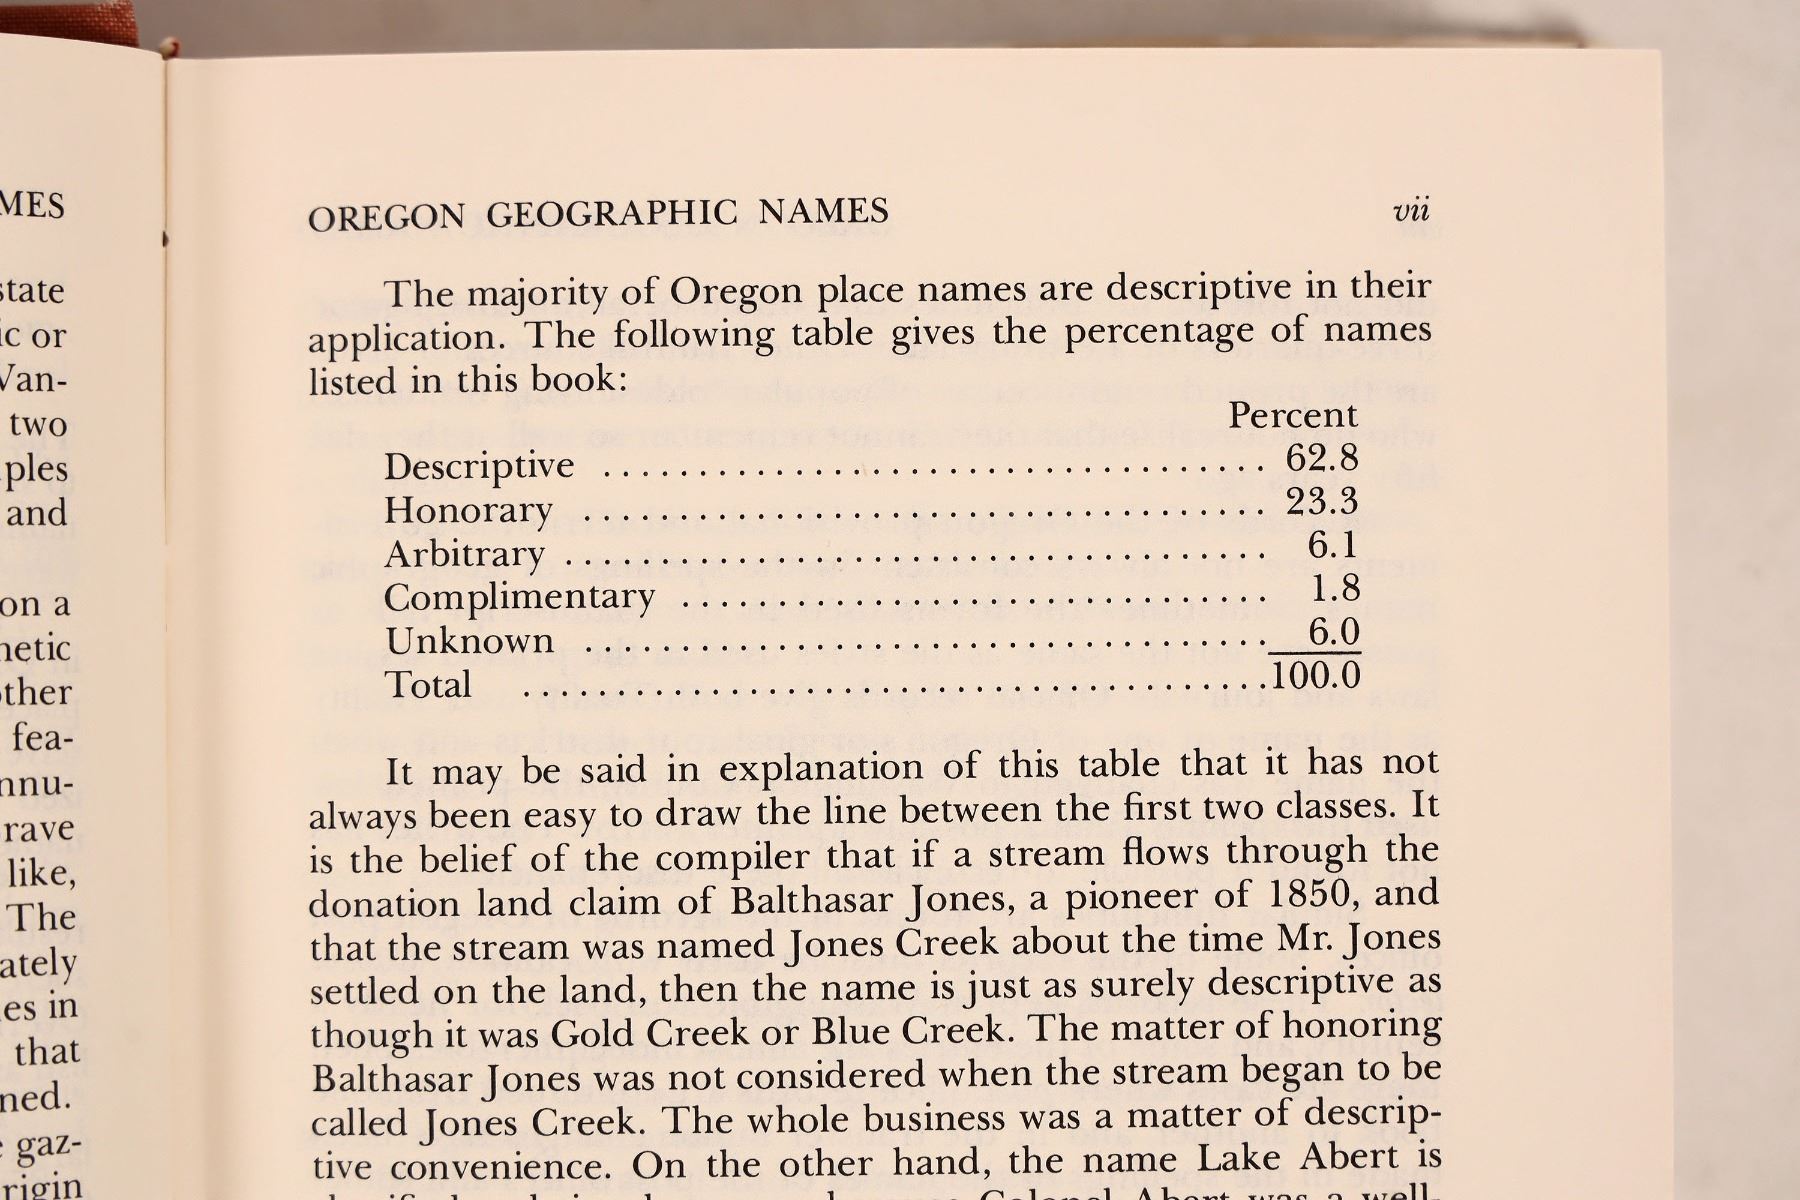 MES
state
ic or
Van-
two
ples
and
on a
netic
other
fea-
nnu-
rave
like,
The
ately
es in
that
ned.
gaz-
rigin
OREGON GEOGRAPHIC NAMES vii
The majority of Oregon place names are descriptive in their
application. The following table gives the percentage of names
listed in this book:
Percent
Descriptive . . . . . . . . . . . . . . . . . . . . . . . . . . . . . . . . . . . 62.8
Honorary . . . . . . . . . . . . . . . . . . . . . . . . . . . . . . . . . . . . 23.3
Arbitrary . . . . . . . . . . . . . . . . . . . . . . . . . . . . . . . . . . . . . 6.1
Complimentary . . . . . . . . . . . . . . . . . . . . . . . . . . . . . . . 1.8
Unknown . . . . . . . . . . . . . . . . . . . . . . . . . . . . . . . . . . . . 6.0
Total . . . . . . . . . . . . . . . . . . . . . . . . . . . . . . . . . . . . . . . 100.0
It may be said in explanation of this table that it has not
always been easy to draw the line between the first two classes. It
is the belief of the compiler that if a stream flows through the
donation land claim of Balthasar Jones, a pioneer of 1850, and
that the stream was named Jones Creek about the time Mr. Jones
settled on the land, then the name is just as surely descriptive as
though it was Gold Creek or Blue Creek. The matter of honoring
Balthasar Jones was not considered when the stream began to be
called Jones Creek. The whole business was a matter of descrip-
tive convenience. On the other hand, the name Lake Abert is
Colonel Abert was a well-